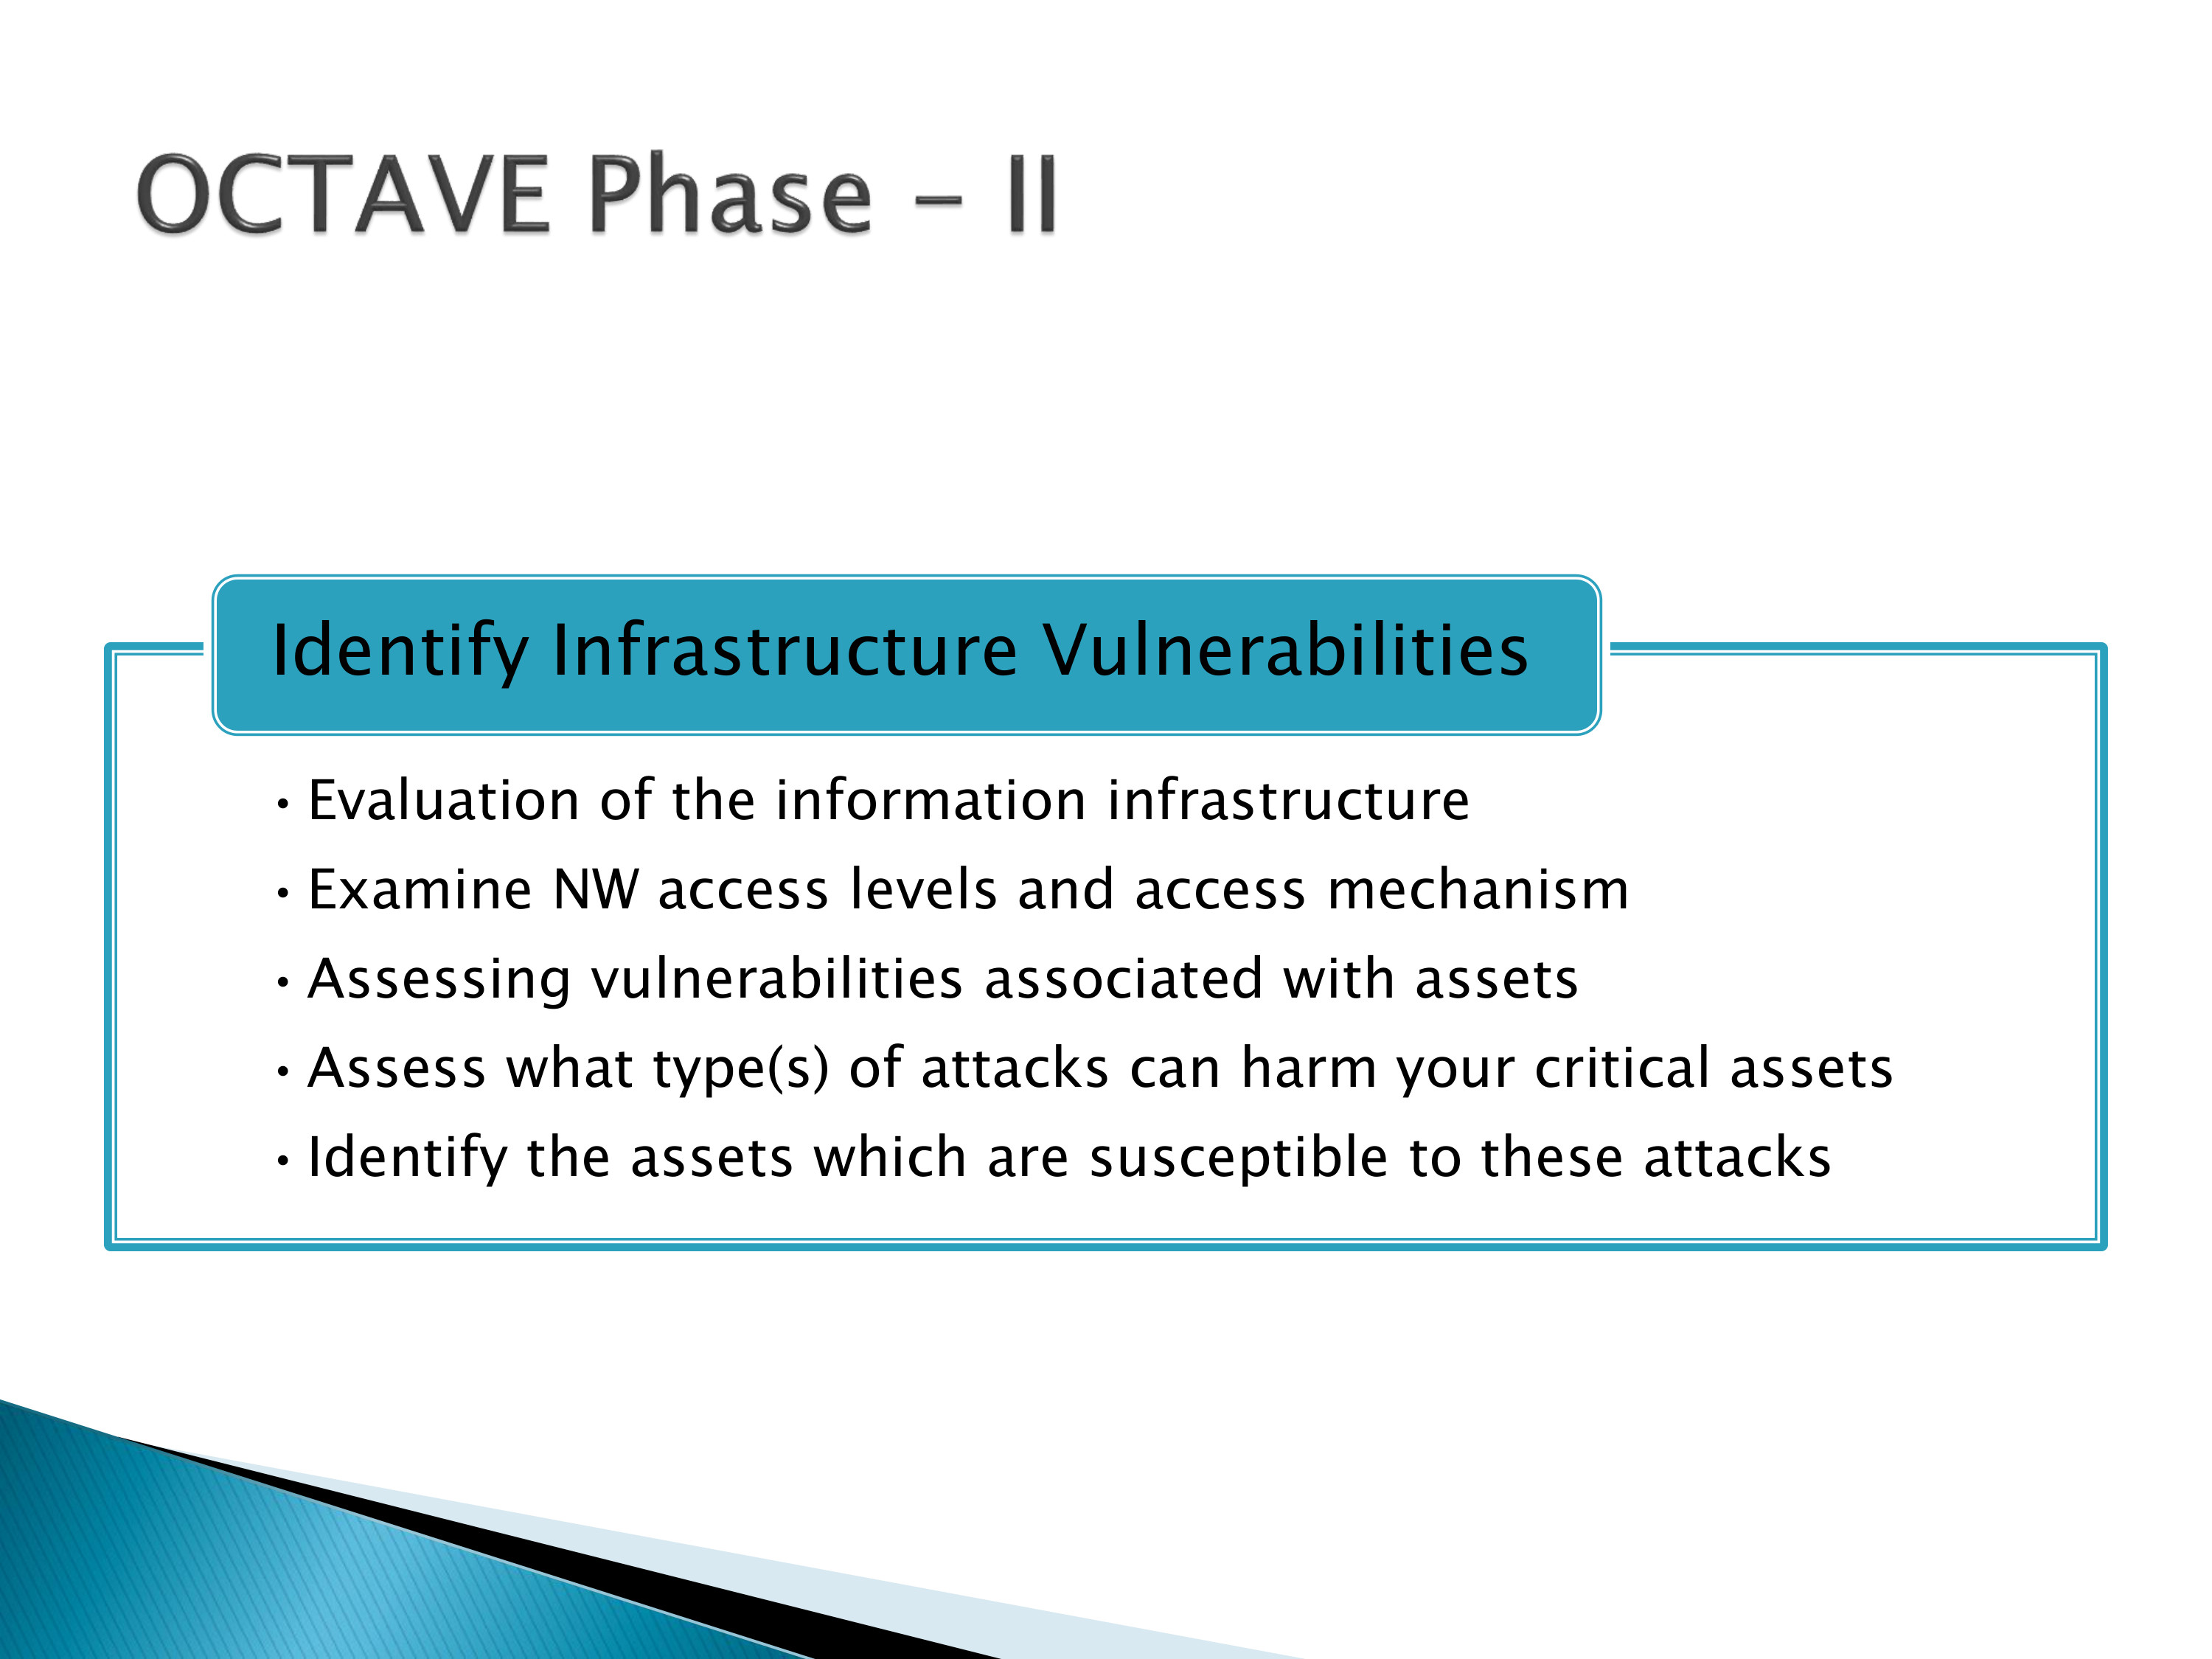 OCTAVE Phase - II
Identify Infrastructure Vulnerabilities
• Evaluation of the information infrastructure
• Examine NW access levels and access mechanism
• Assessing vulnerabilities associated with assets
• Assess what type(s) of attacks can harm your critical assets
• Identify the assets which are susceptible to these attacks